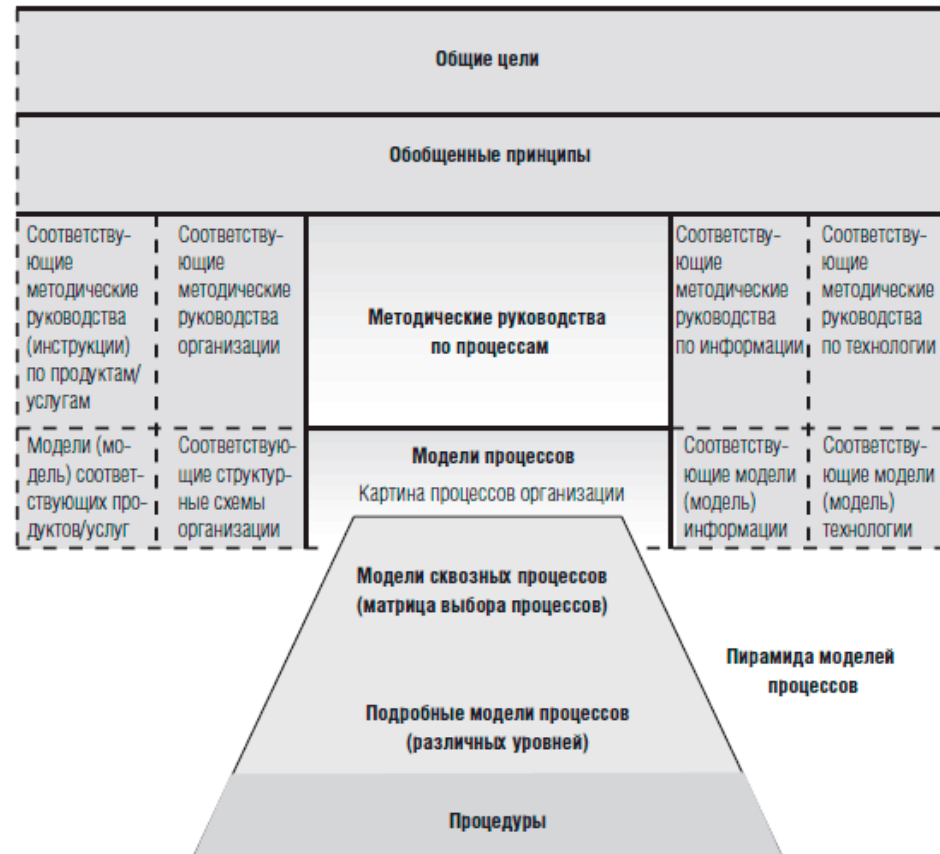 Общие цели
Обобщенные принципы
Соответству-
ющие
методические
руководства
(инструкции)
по продуктам/
услугам
Соответству-
ющие
методические
руководства
организации
Методические руководства
по процессам
Соответству-
ющие
методические
руководства
по информации
Соответству-
ющие
методические
руководства
по технологии
Модели (мо-
дель) соответ-
ствующих про-
дуктов/услуг
Соответствую-
щие структур-
ные схемы
организации
Модели процессов
Картина процессов организации
Соответству-
ющие модели
(модель)
информации
Соответству-
ющие модели
(модель)
технологии
Модели сквозных процессов
(матрица выбора процессов)
Пирамида моделей
процессов
Подробные модели процессов
(различных уровней)
Процедуры